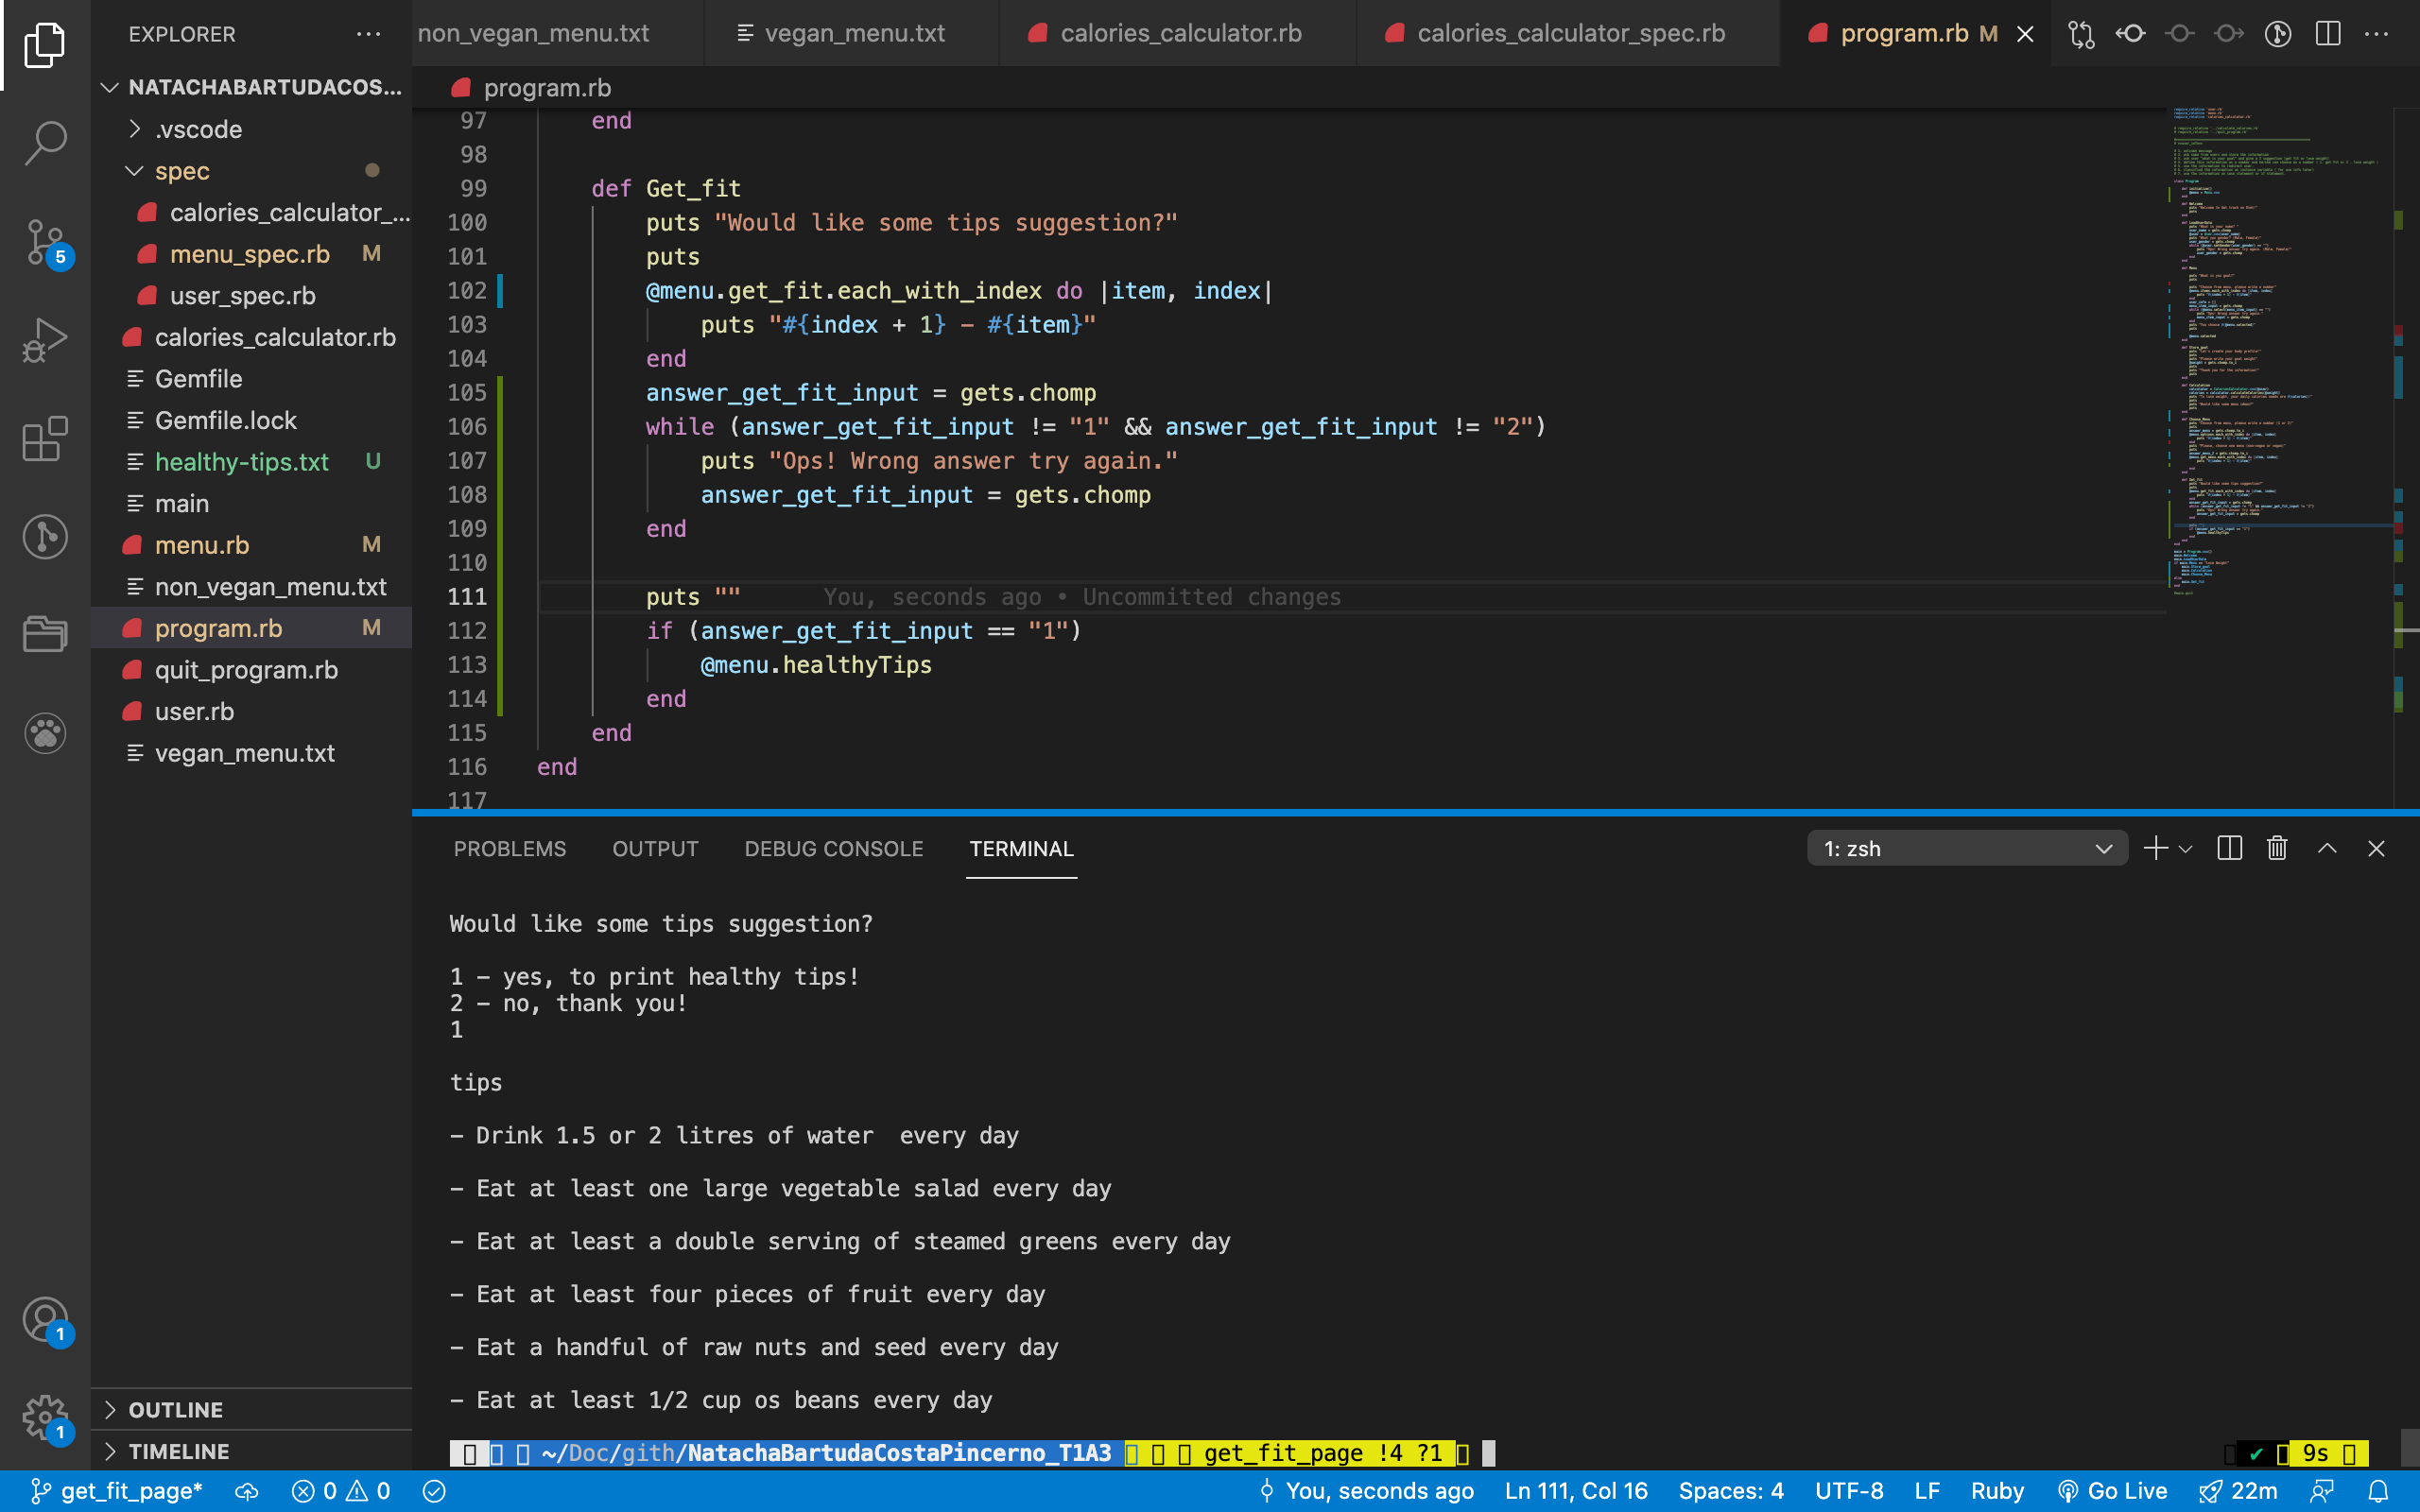 EXPLORER
non_vegan_menu.txt
vegan_menu.txt
calories_calculator.rb
calories_calculator_spec.rb
program.rb M
NATACHABARTUDACOS...
.vscode
spec
calories_calculator_...
menu_spec.rb M
user_spec.rb
calories_calculator.rb
Gemfile
Gemfile.lock
healthy-tips.txt U
main
menu.rb M
non_vegan_menu.txt
program.rb M
quit_program.rb
user.rb
vegan_menu.txt
OUTLINE
TIMELINE
5
1
1
program.rb
97 end
98
99 def Get_fit
100 puts "Would like some tips suggestion?"
101 puts
102 @menu.get_fit.each_with_index do |item, index|
103 puts "#{index + 1} - #{item}"
104 end
105 answer_get_fit_input = gets.chomp
106 while (answer_get_fit_input != "1" && answer_get_fit_input != "2")
107 puts "Ops! Wrong answer try again."
108 answer_get_fit_input = gets.chomp
109 end
110
111 puts "" You, seconds ago • Uncommitted changes
112 if (answer_get_fit_input == "1")
113 @menu.healthyTips
114 end
115 end
116 end
117
PROBLEMS OUTPUT DEBUG CONSOLE TERMINAL
1: zsh
Would like some tips suggestion?
1 - yes, to print healthy tips!
2 - no, thank you!
1
tips
- Drink 1.5 or 2 litres of water  every day
- Eat at least one large vegetable salad every day
- Eat at least a double serving of steamed greens every day
- Eat at least four pieces of fruit every day
- Eat a handful of raw nuts and seed every day
- Eat at least 1/2 cup os beans every day
~/Doc/gith/NatachaBartudaCostaPincerno_T1A3 get_fit_page !4 ?1
✔ 9s
get_fit_page* 0 0
You, seconds ago Ln 111, Col 16 Spaces: 4 UTF-8 LF Ruby Go Live 22m